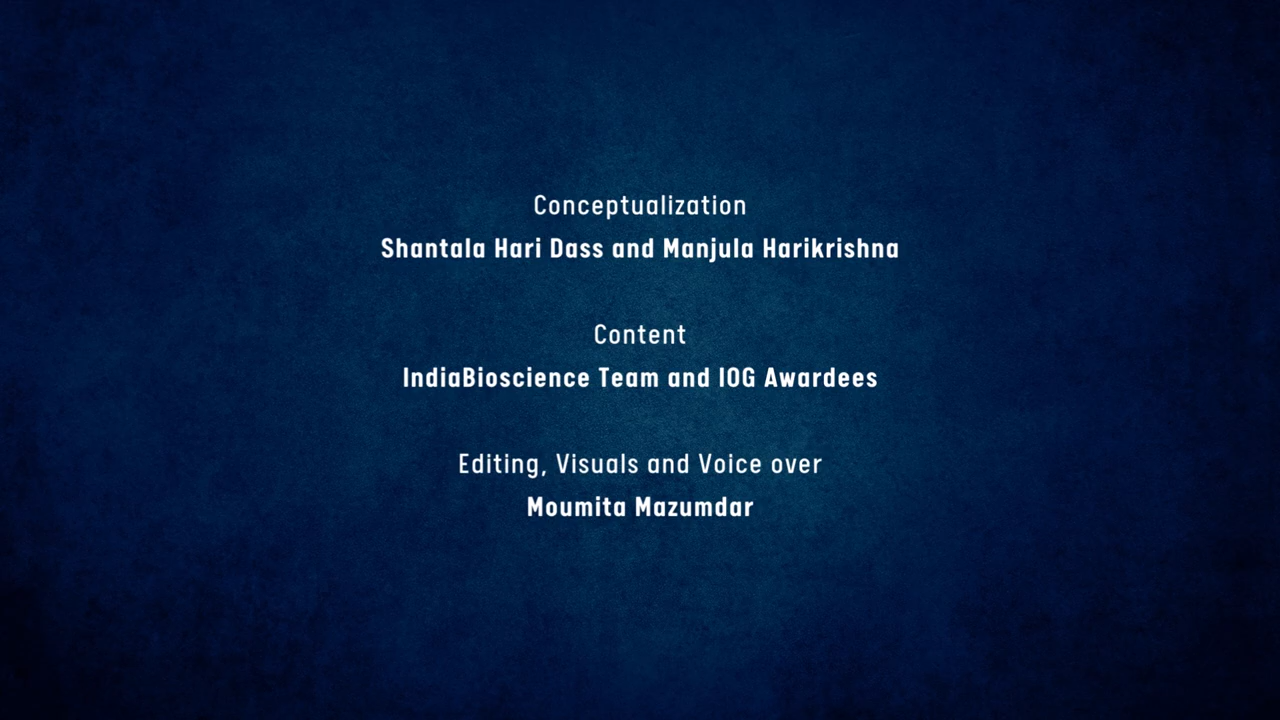 Conceptualization
Shantala Hari Dass and Manjula Harikrishna
Content
IndiaBioscience Team and IOG Awardees
Editing, Visuals and Voice over
Moumita Mazumdar